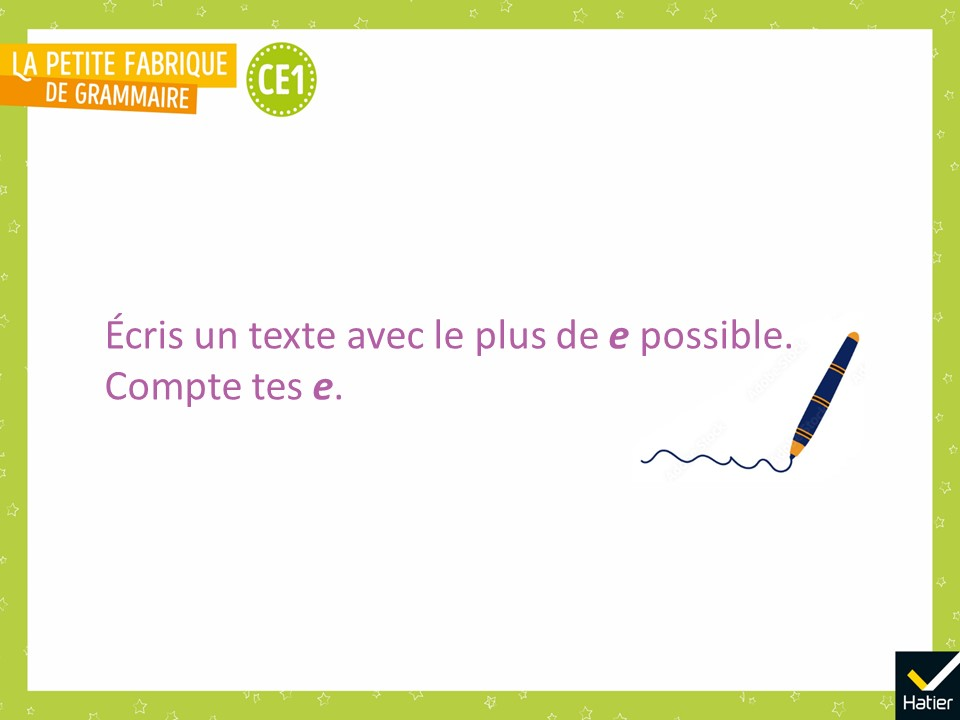 LA PETITE FABRIQUE
DE GRAMMAIRE
CE1
Écris un texte avec le plus de e possible.
Compte tes e.
Hatier